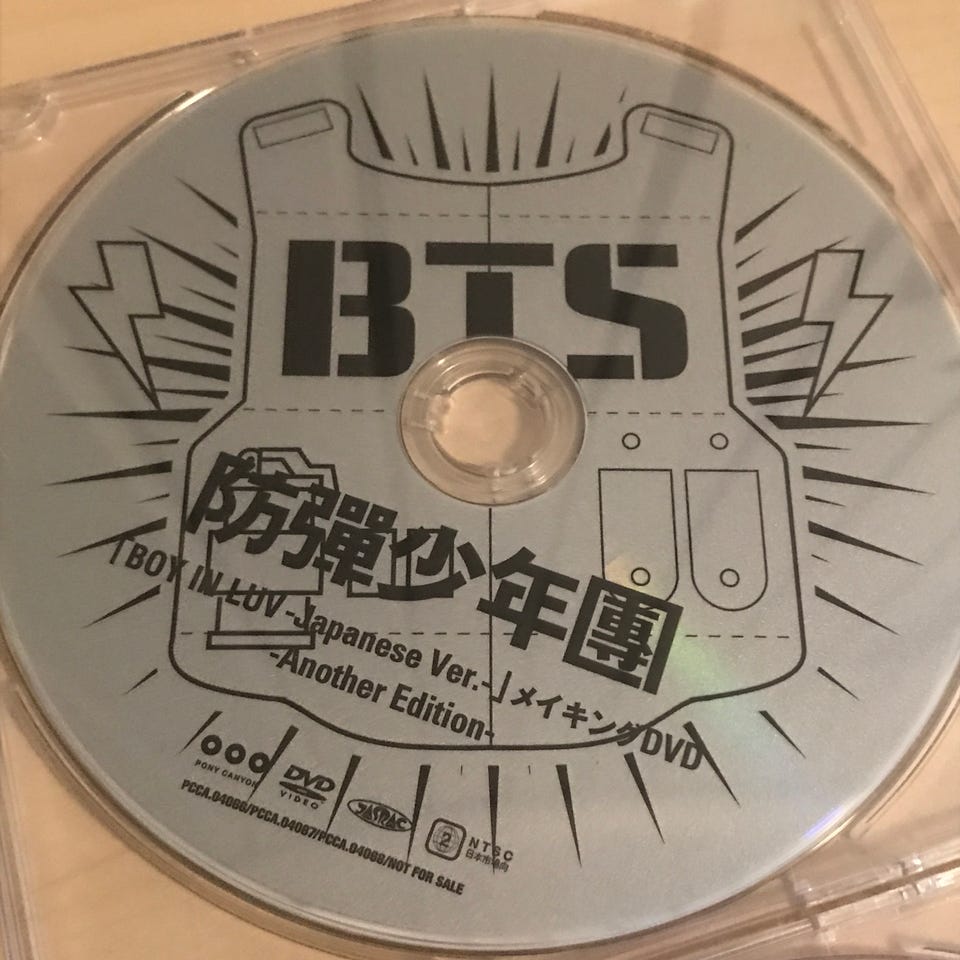 BTS
防彈少年團
「BOY IN LUV -Japanese Ver.-」メイキングDVD
-Another Edition-
PONY CANYON
DVD
VIDEO
JASRAC
2
NTSC
日本市場向
PCCA.04066/PCCA.04067/PCCA.04068/NOT FOR SALE